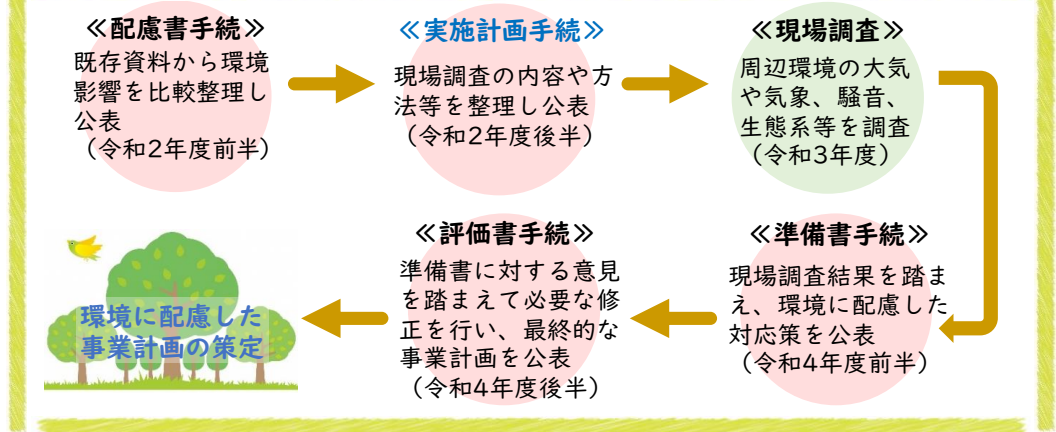 ≪配慮書手続≫
既存資料から環境
影響を比較整理し
公表
（令和2年度前半）
≪実施計画手続≫
現場調査の内容や方
法等を整理し公表
（令和2年度後半）
≪現場調査≫
周辺環境の大気
や気象、騒音、
生態系等を調査
（令和3年度）
≪準備書手続≫
現場調査結果を踏ま
え、環境に配慮した
対応策を公表
（令和4年度前半）
≪評価書手続≫
準備書に対する意見
を踏まえて必要な修
正を行い、最終的な
事業計画を公表
（令和4年度後半）
環境に配慮した
事業計画の策定